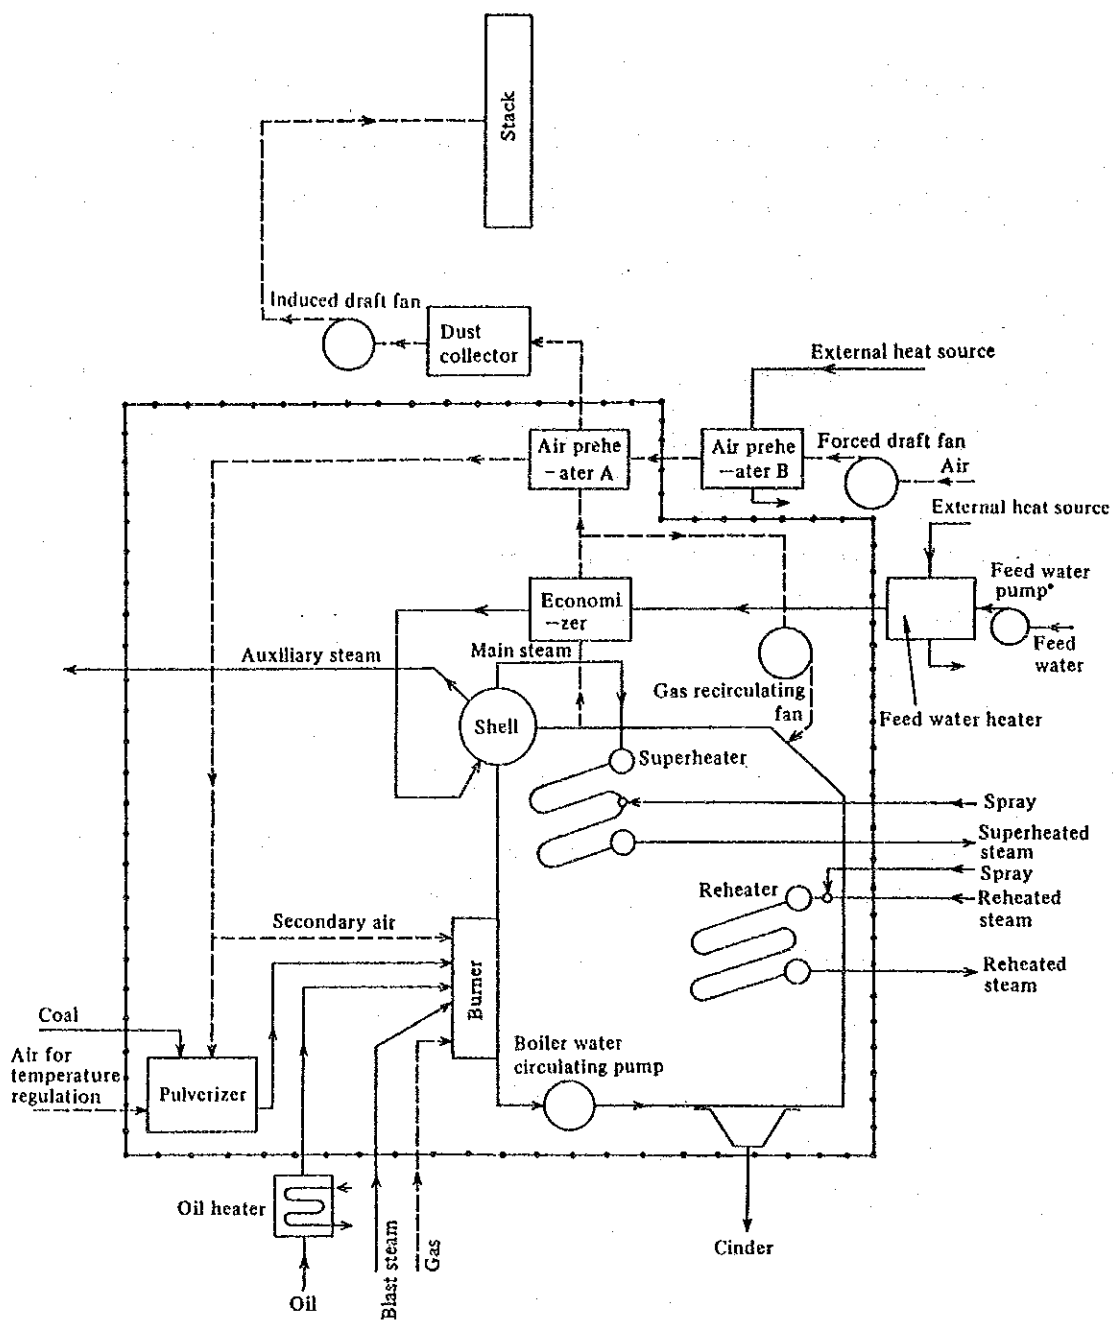 Stack
Induced draft fan
Dust
collector
External heat source
Air prehe
-ater A
Air prehe
-ater B
Forced draft fan
Air
External heat source
Feed water
pump
Feed
water
Economi
-zer
Auxiliary steam
Main steam
Gas recirculating
fan
Feed water heater
Shell
Superheater
Spray
Superheated
steam
Spray
Reheater
Reheated
steam
Secondary air
Reheated
steam
Burner
Coal
Air for
temperature
regulation
Pulverizer
Boiler water
circulating pump
Oil heater
Oil
Blast steam
Gas
Cinder